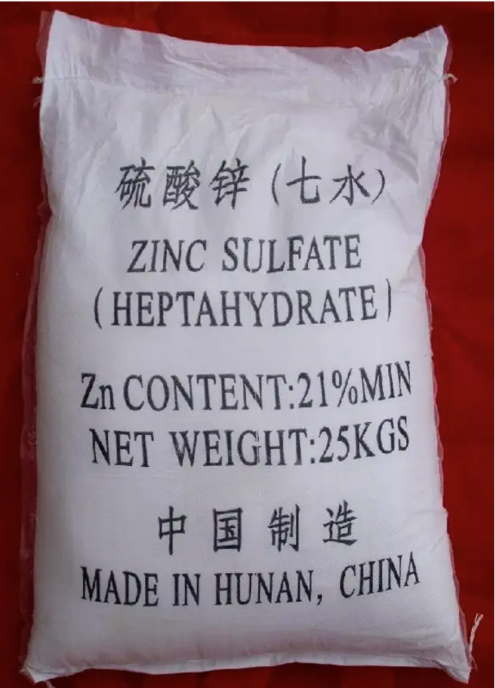 硫酸锌(七水)
ZINC SULFATE
(HEPTAHYDRATE)
Zn CONTENT:21%MIN
NET WEIGHT:25KGS
中国制造
MADE IN HUNAN, CHINA